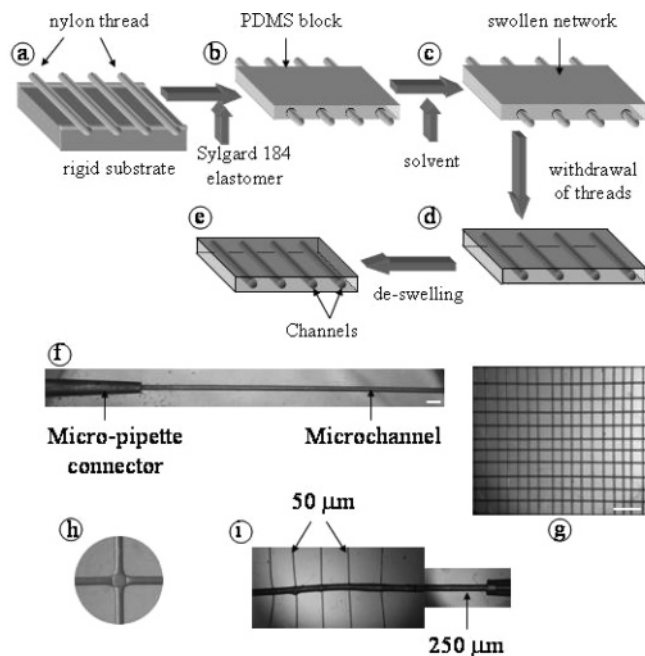 nylon thread
PDMS block
swollen network
a
b
c
rigid substrate
Sylgard 184
elastomer
solvent
withdrawal
of threads
e
d
de-swelling
Channels
f
Micro-pipette
connector
Microchannel
50 μm
h
i
g
250 μm